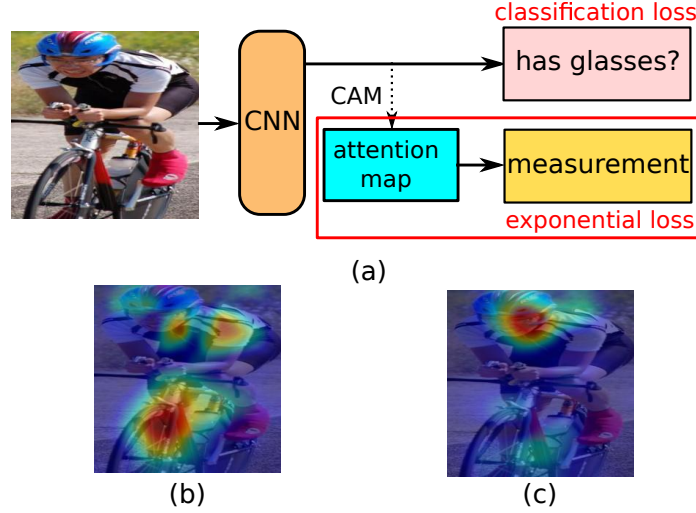 classification loss
has glasses?
CNN
CAM
attention
map
measurement
exponential loss
(a)
(b)
(c)